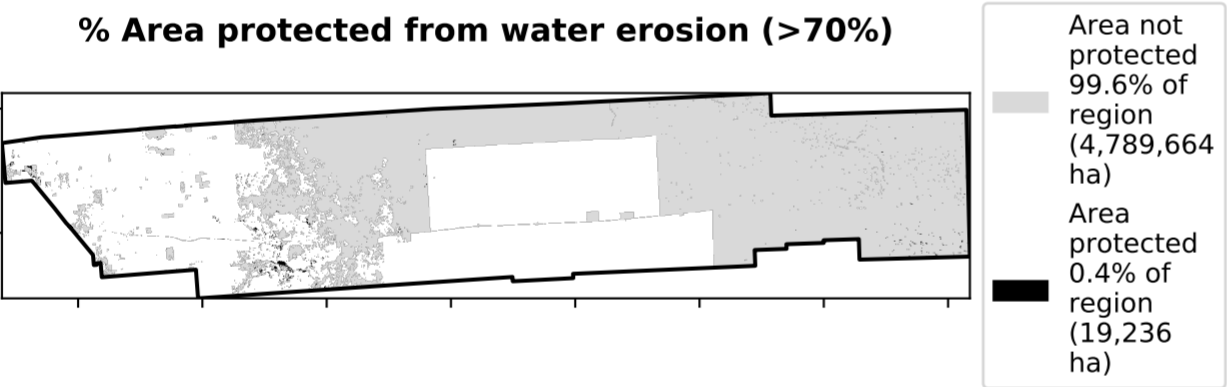 % Area protected from water erosion (>70%)
Area not
protected
99.6% of
region
(4,789,664
ha)
Area
protected
0.4% of
region
(19,236
ha)